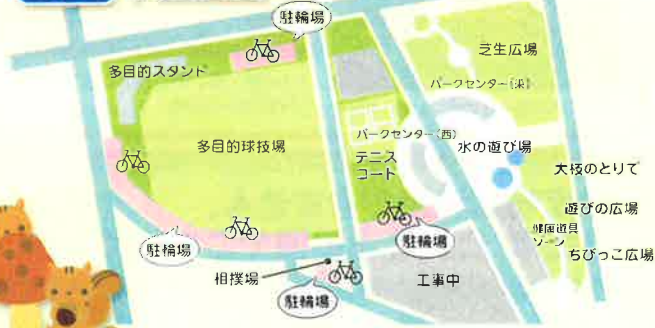 駐輪場
多目的スタンド
芝生広場
パークセンター(東)
多目的球技場
パークセンター(西)
水の遊び場
テニス
コート
大枝のとりで
遊びの広場
健康遊具
ゾーン
ちびっこ広場
駐輪場
駐輪場
相撲場
工事中
駐輪場